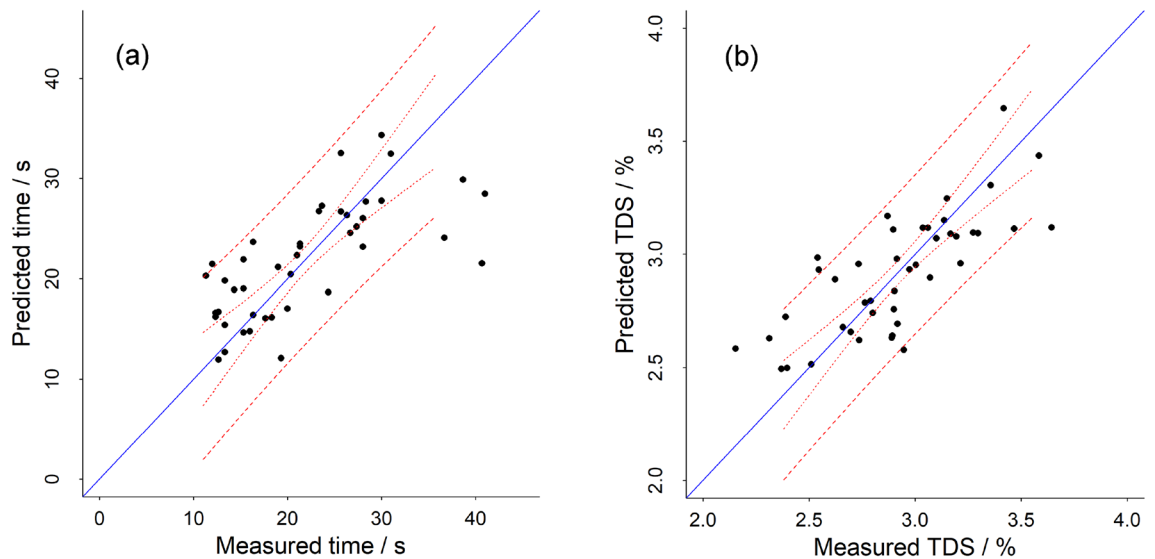 (a)
Predicted time / s
40
30
20
10
0
0 10 20 30 40
Measured time / s
(b)
Predicted TDS / %
4.0
3.5
3.0
2.5
2.0
2.0 2.5 3.0 3.5 4.0
Measured TDS / %